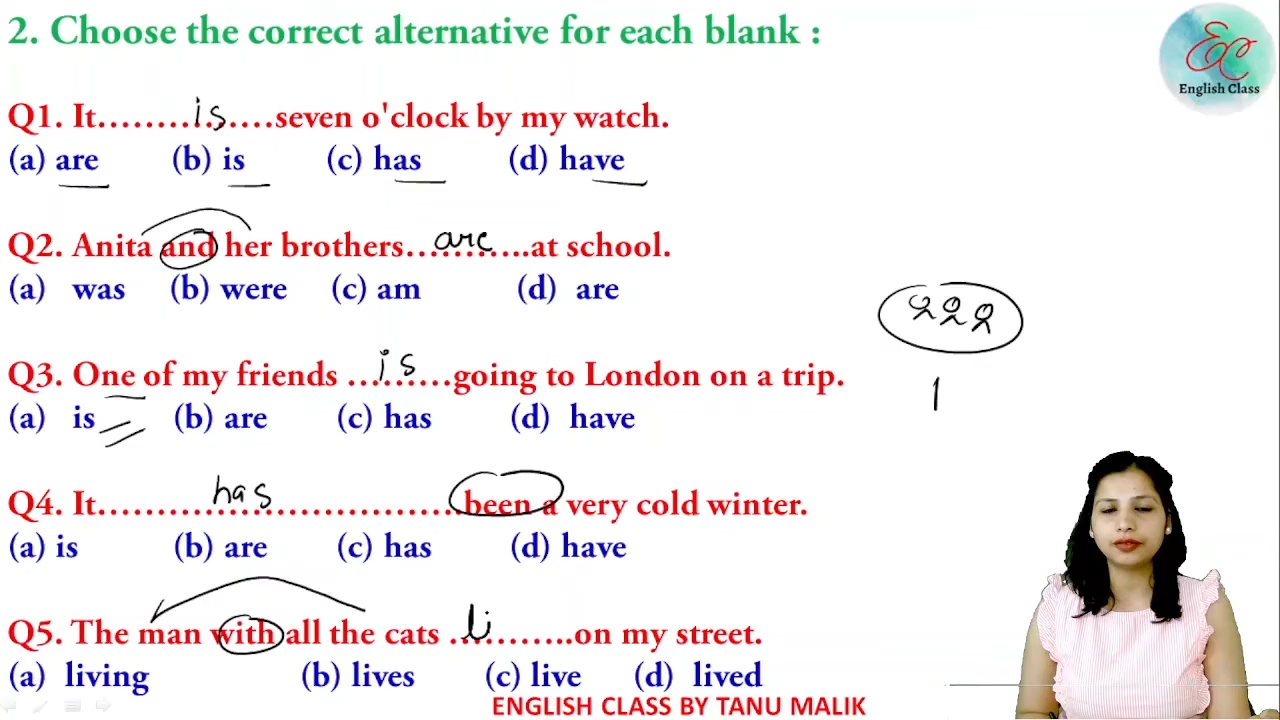 2. Choose the correct alternative for each blank :
EC
English Class
Q1. It……is………seven o'clock by my watch.
(a) are (b) is (c) has (d) have
Q2. Anita and her brothers…are……..at school.
(a) was (b) were (c) am (d) are
Q3. One of my friends …is……going to London on a trip.
(a) is (b) are (c) has (d) have
1
Q4. It…………has……………………….been a very cold winter.
(a) is (b) are (c) has (d) have
Q5. The man with all the cats …li………..on my street.
(a) living (b) lives (c) live (d) lived
ENGLISH CLASS BY TANU MALIK